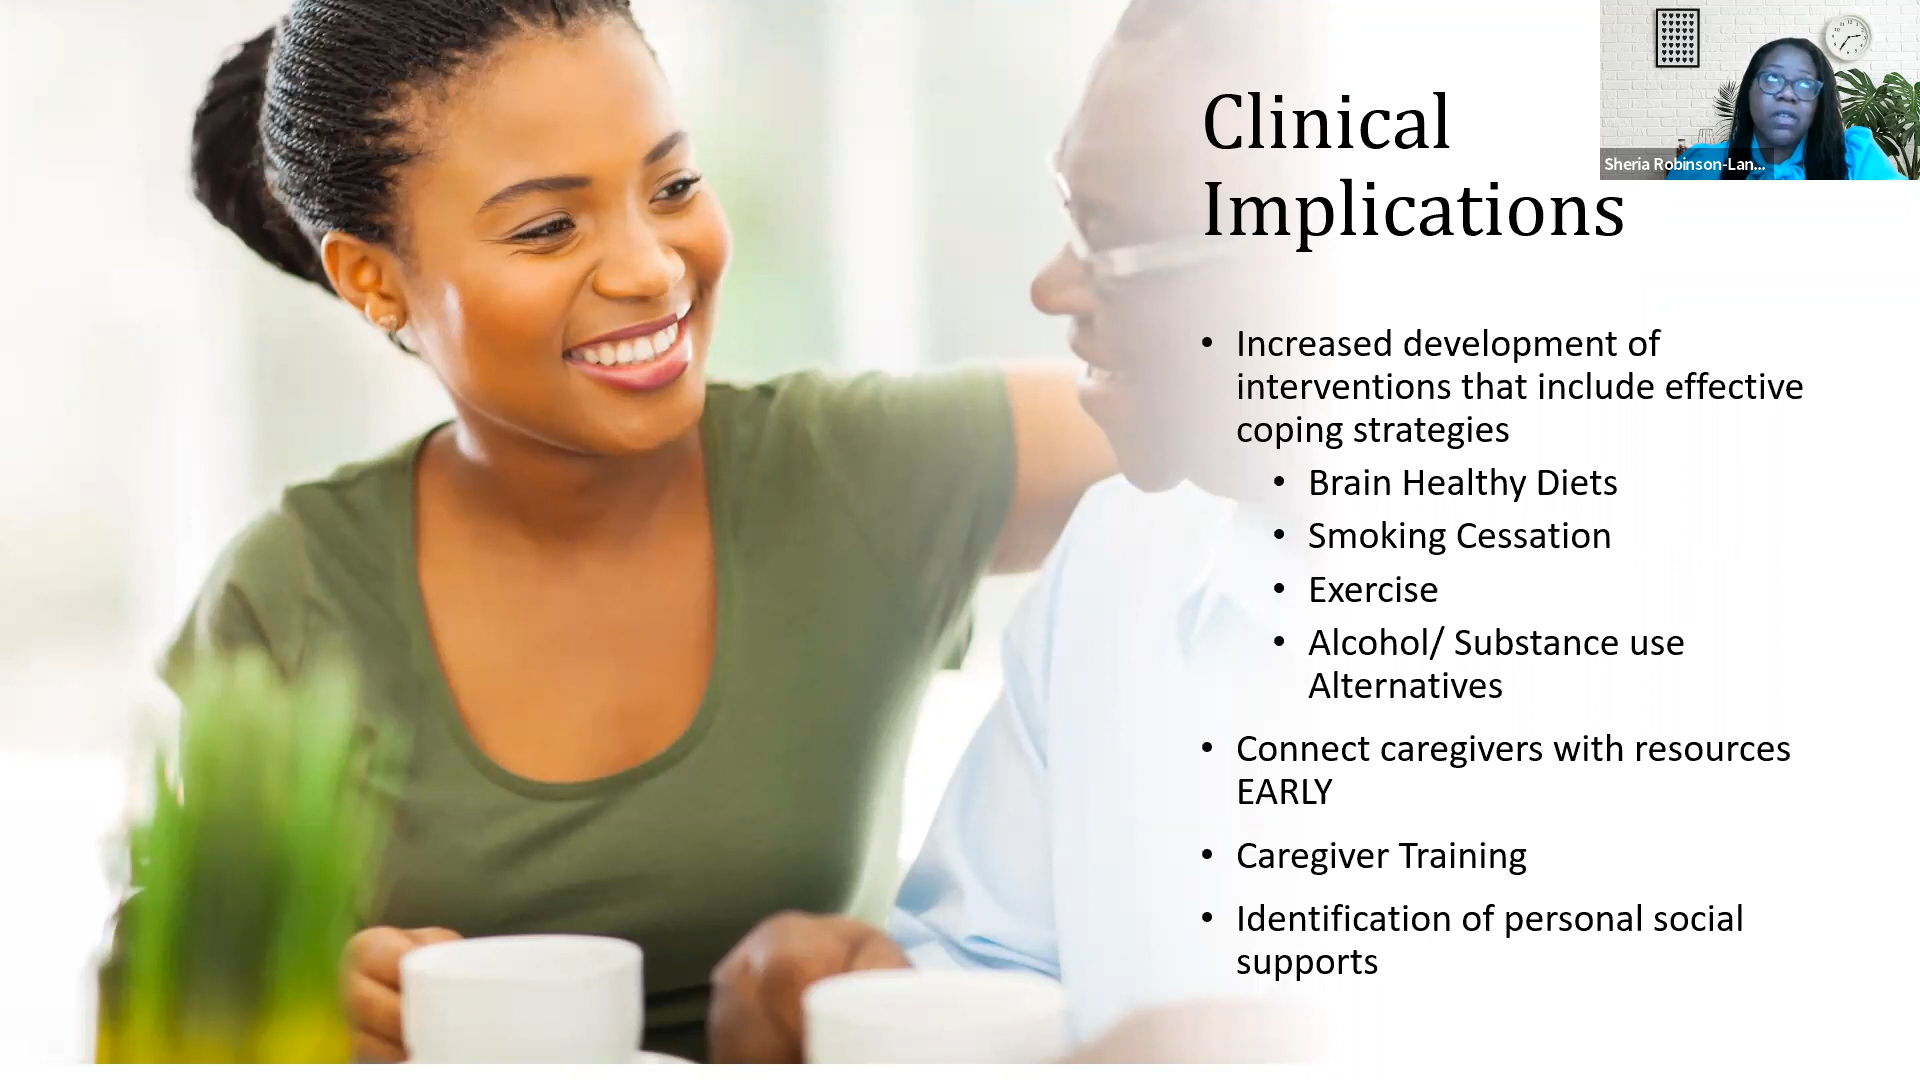 Clinical
Implications
Sheria Robinson-Lan...
• Increased development of
interventions that include effective
coping strategies
• Brain Healthy Diets
• Smoking Cessation
• Exercise
• Alcohol/ Substance use
Alternatives
• Connect caregivers with resources
EARLY
• Caregiver Training
• Identification of personal social
supports